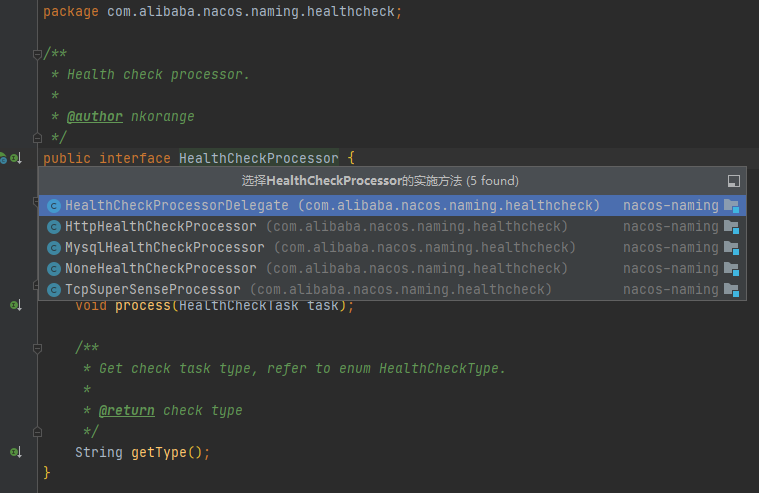 package com.alibaba.nacos.naming.healthcheck;
/**
* Health check processor.
*
* @author nkorange
*/
public interface HealthCheckProcessor {
选择HealthCheckProcessor的实施方法 (5 found)
HealthCheckProcessorDelegate (com.alibaba.nacos.naming.healthcheck) nacos-naming
HttpHealthCheckProcessor (com.alibaba.nacos.naming.healthcheck) nacos-naming
MysqlHealthCheckProcessor (com.alibaba.nacos.naming.healthcheck) nacos-naming
NoneHealthCheckProcessor (com.alibaba.nacos.naming.healthcheck) nacos-naming
TcpSuperSenseProcessor (com.alibaba.nacos.naming.healthcheck) nacos-naming
void process(HealthCheckTask task);
/**
* Get check task type, refer to enum HealthCheckType.
*
* @return check type
*/
String getType();
}